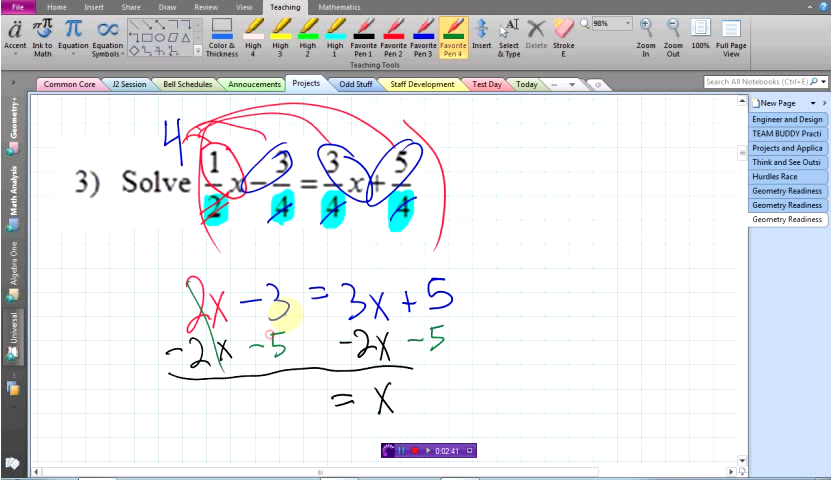 File Home Insert Share Draw Review View Teaching Mathematics
Accent Ink to Math Equation Equation Symbols Color & Thickness High 4 High 3 High 2 High 1 Favorite Pen 1 Favorite Pen 2 Favorite Pen 3 Favorite Pen 4 Insert Select & Type Delete Stroke E 98% Zoom In Zoom Out 100% Full Page View
Teaching Tools
Common Core J2 Session Bell Schedules Annoucements Projects Odd Stuff Staff Development Test Day Today ... Search All Notebooks (Ctrl+E)
New Page
Engineer and Design
TEAM BUDDY Practi
Projects and Applica
Think and See Outsi
Hurdles Race
Geometry Readiness
Geometry Readiness
Geometry Readiness
Geometry+
Math Analysis
Algebra One
Universal
4
3) Solve 1/2 x - 3/4 = 3/4 x + 5/4
2x - 3 = 3x + 5
-2x -5 -2x -5
= x
0:02:41